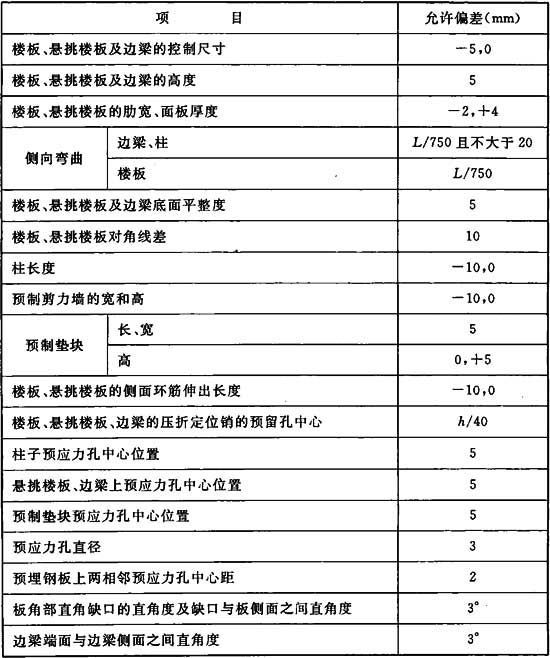 项 目 允许偏差(mm)
楼板、悬挑楼板及边梁的控制尺寸 －5,0
楼板、悬挑楼板及边梁的高度 5
楼板、悬挑楼板的肋宽、面板厚度 －2,＋4
侧向弯曲 边梁、柱 L/750 且不大于 20
楼板 L/750
楼板、悬挑楼板及边梁底面平整度 5
楼板、悬挑楼板对角线差 10
柱长度 －10,0
预制剪力墙的宽和高 －10,0
预制垫块 长、宽 5
高 0,＋5
楼板、悬挑楼板的侧面环筋伸出长度 －10,0
楼板、悬挑楼板、边梁的压折定位销的预留孔中心 h/40
柱子预应力孔中心位置 5
悬挑楼板、边梁上预应力孔中心位置 5
预制垫块预应力孔中心位置 5
预应力孔直径 3
预埋钢板上两相邻预应力孔中心距 2
板角部直角缺口的直角度及缺口与板侧面之间直角度 3°
边梁端面与边梁侧面之间直角度 3°